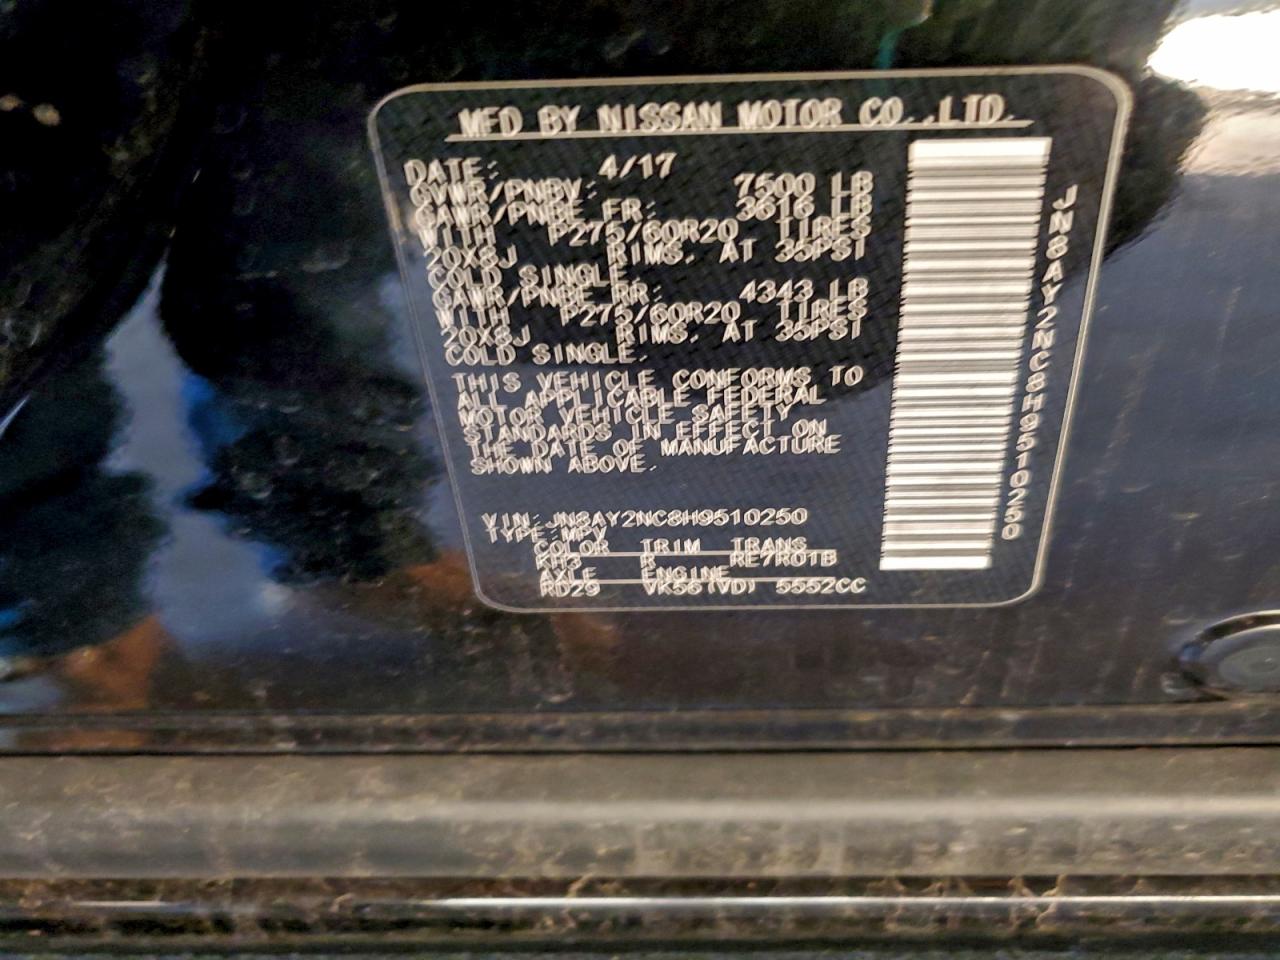 MFD BY NISSAN MOTOR CO.,LTD.
DATE: 4/17
GVWR/PNBV: 7500 LB
GAWR/PNBE FR: 3616 LB
WITH P275/60R20 TIRES
20X8J RIMS. AT 35PSI
COLD SINGLE.
GAWR/PNBE RR: 4343 LB
WITH P275/60R20 TIRES
20X8J RIMS. AT 35PSI
COLD SINGLE.
THIS VEHICLE CONFORMS TO
ALL APPLICABLE FEDERAL
MOTOR VEHICLE SAFETY
STANDARDS IN EFFECT ON
THE DATE OF MANUFACTURE
SHOWN ABOVE.
VIN: JN8AY2NC8H9510250
TYPE: MPV
COLOR TRIM TRANS
KH3 R RE7R01B
AXLE ENGINE
RD29 VK56(VD) 5552CC
JN8AY2NC8H9510250